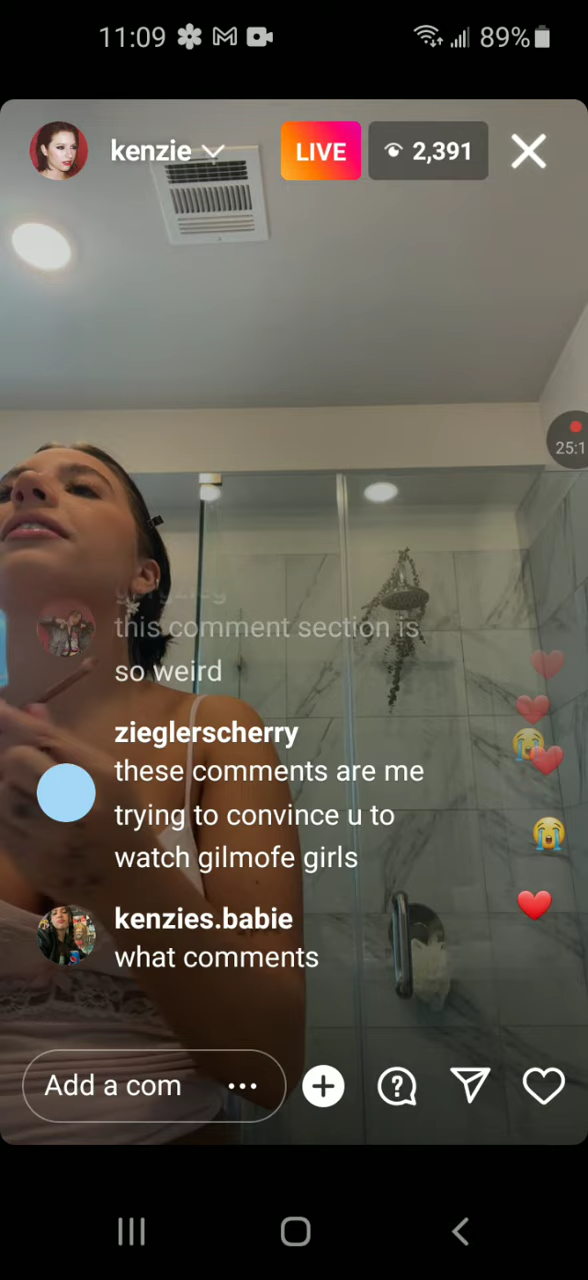 11:09
89%
kenzie
LIVE
2,391
25:1
this comment section is
so weird
zieglerscherry
these comments are me
trying to convince u to
watch gilmofe girls
kenzies.babie
what comments
Add a com